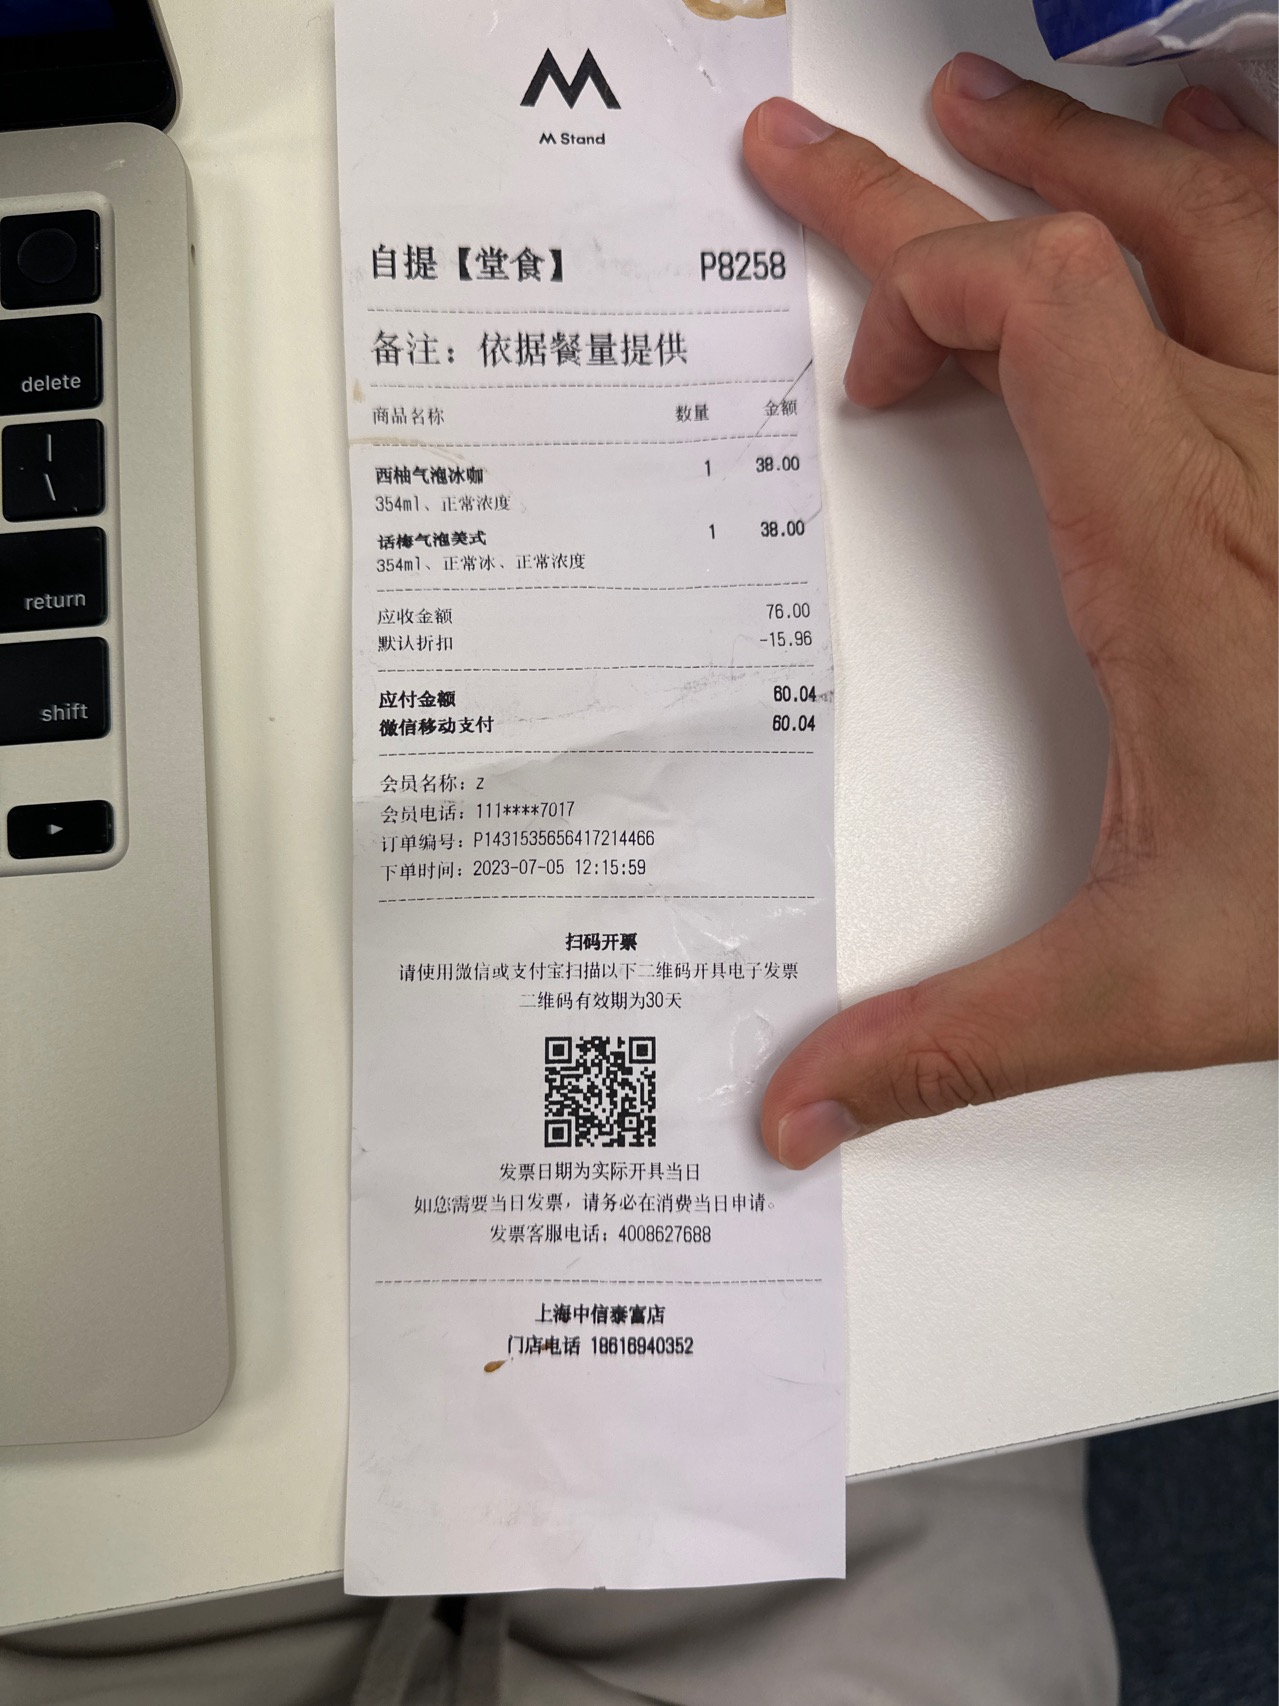 M Stand
自提【堂食】 P8258
备注：依据餐量提供
商品名称 数量 金额
西柚气泡冰咖 1 38.00
354ml、正常浓度
话梅气泡美式 1 38.00
354ml、正常冰、正常浓度
应收金额 76.00
默认折扣 -15.96
应付金额 60.04
微信移动支付 60.04
会员名称：z
会员电话：111****7017
订单编号：P1431535656417214466
下单时间：2023-07-05 12:15:59
扫码开票
请使用微信或支付宝扫描以下二维码开具电子发票
二维码有效期为30天
发票日期为实际开具当日
如您需要当日发票，请务必在消费当日申请。
发票客服电话：4008627688
上海中信泰富店
门店电话 18616940352
delete
|
\
return
shift